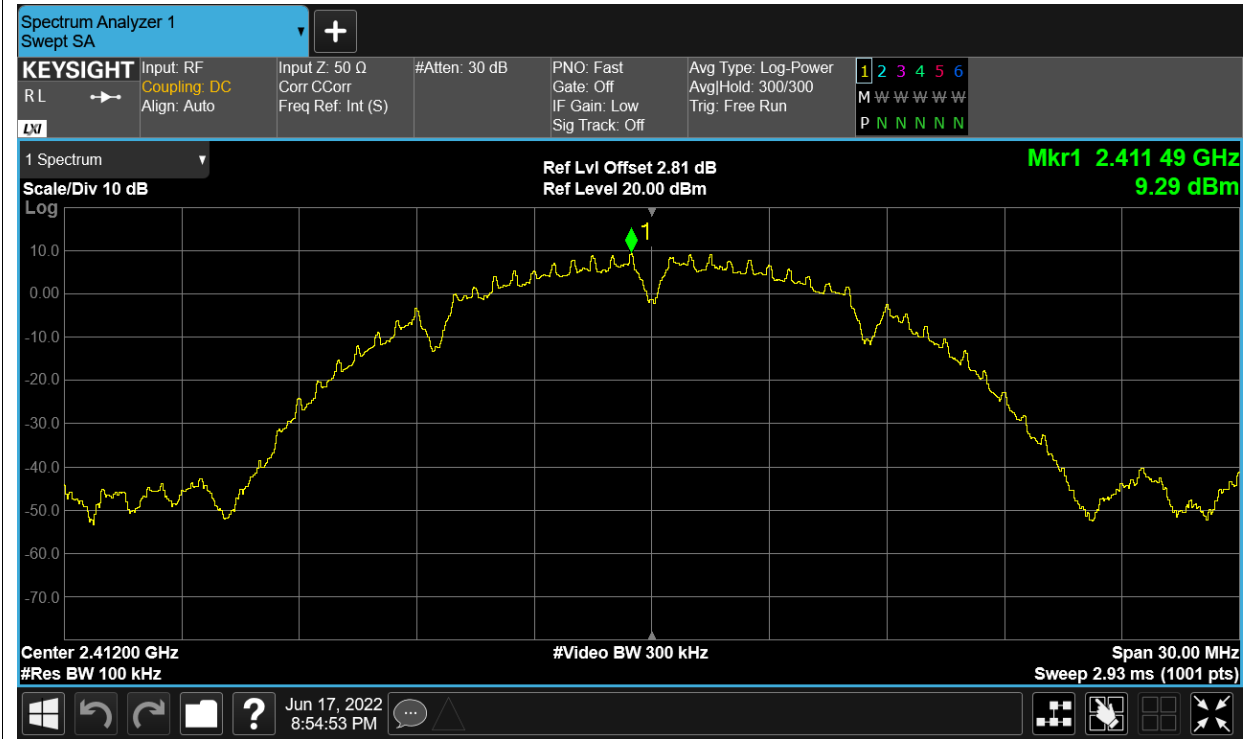 Spectrum Analyzer 1
Swept SA
+
KEYSIGHT
R L
LXI
Input: RF
Coupling: DC
Align: Auto
Input Z: 50 Ω
Corr CCorr
Freq Ref: Int (S)
#Atten: 30 dB
PNO: Fast
Gate: Off
IF Gain: Low
Sig Track: Off
Avg Type: Log-Power
Avg|Hold: 300/300
Trig: Free Run
1 2 3 4 5 6
M W W W W W
P N N N N N
1 Spectrum
Scale/Div 10 dB
Ref Lvl Offset 2.81 dB
Ref Level 20.00 dBm
Mkr1 2.411 49 GHz
9.29 dBm
Log
1
10.0
0.00
-10.0
-20.0
-30.0
-40.0
-50.0
-60.0
-70.0
Center 2.41200 GHz
#Video BW 300 kHz
Span 30.00 MHz
#Res BW 100 kHz
Sweep 2.93 ms (1001 pts)
?
Jun 17, 2022
8:54:53 PM